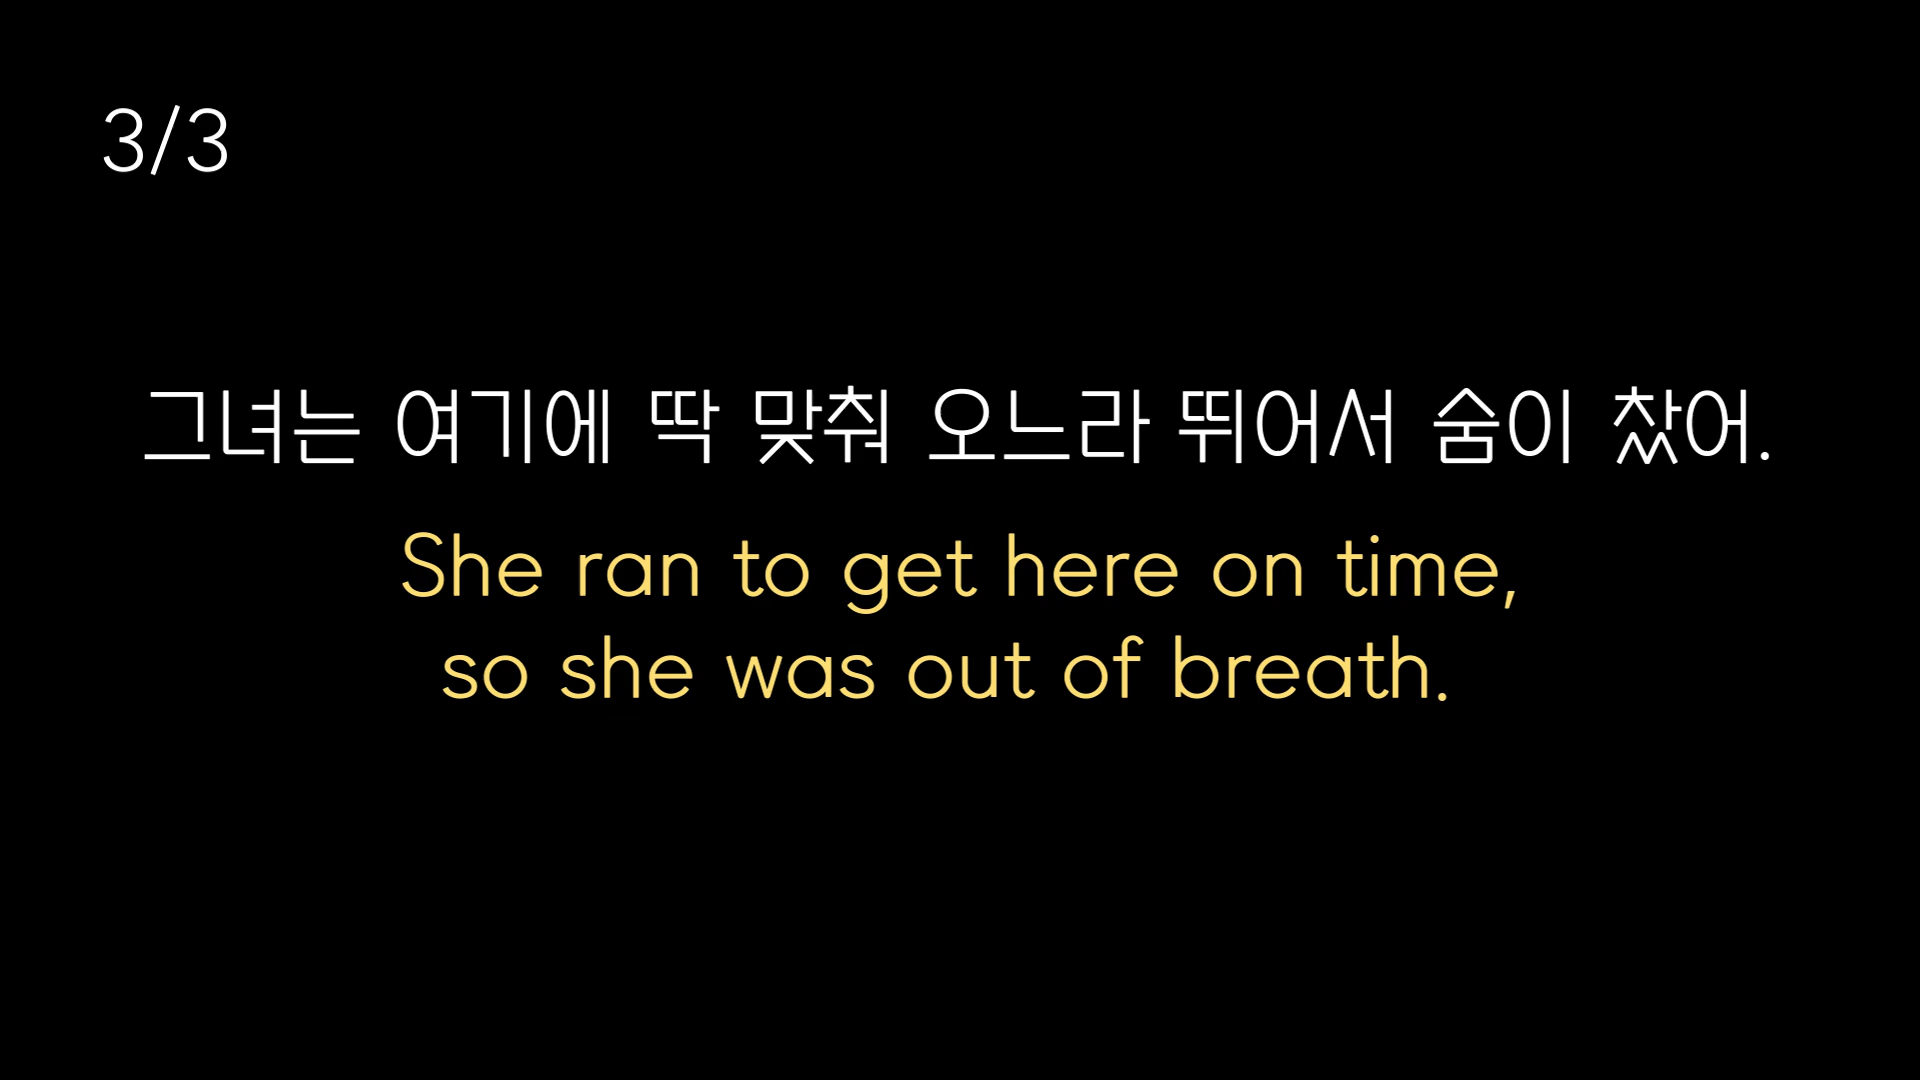 3/3
그녀는 여기에 딱 맞춰 오느라 뛰어서 숨이 찼어.
She ran to get here on time,
so she was out of breath.